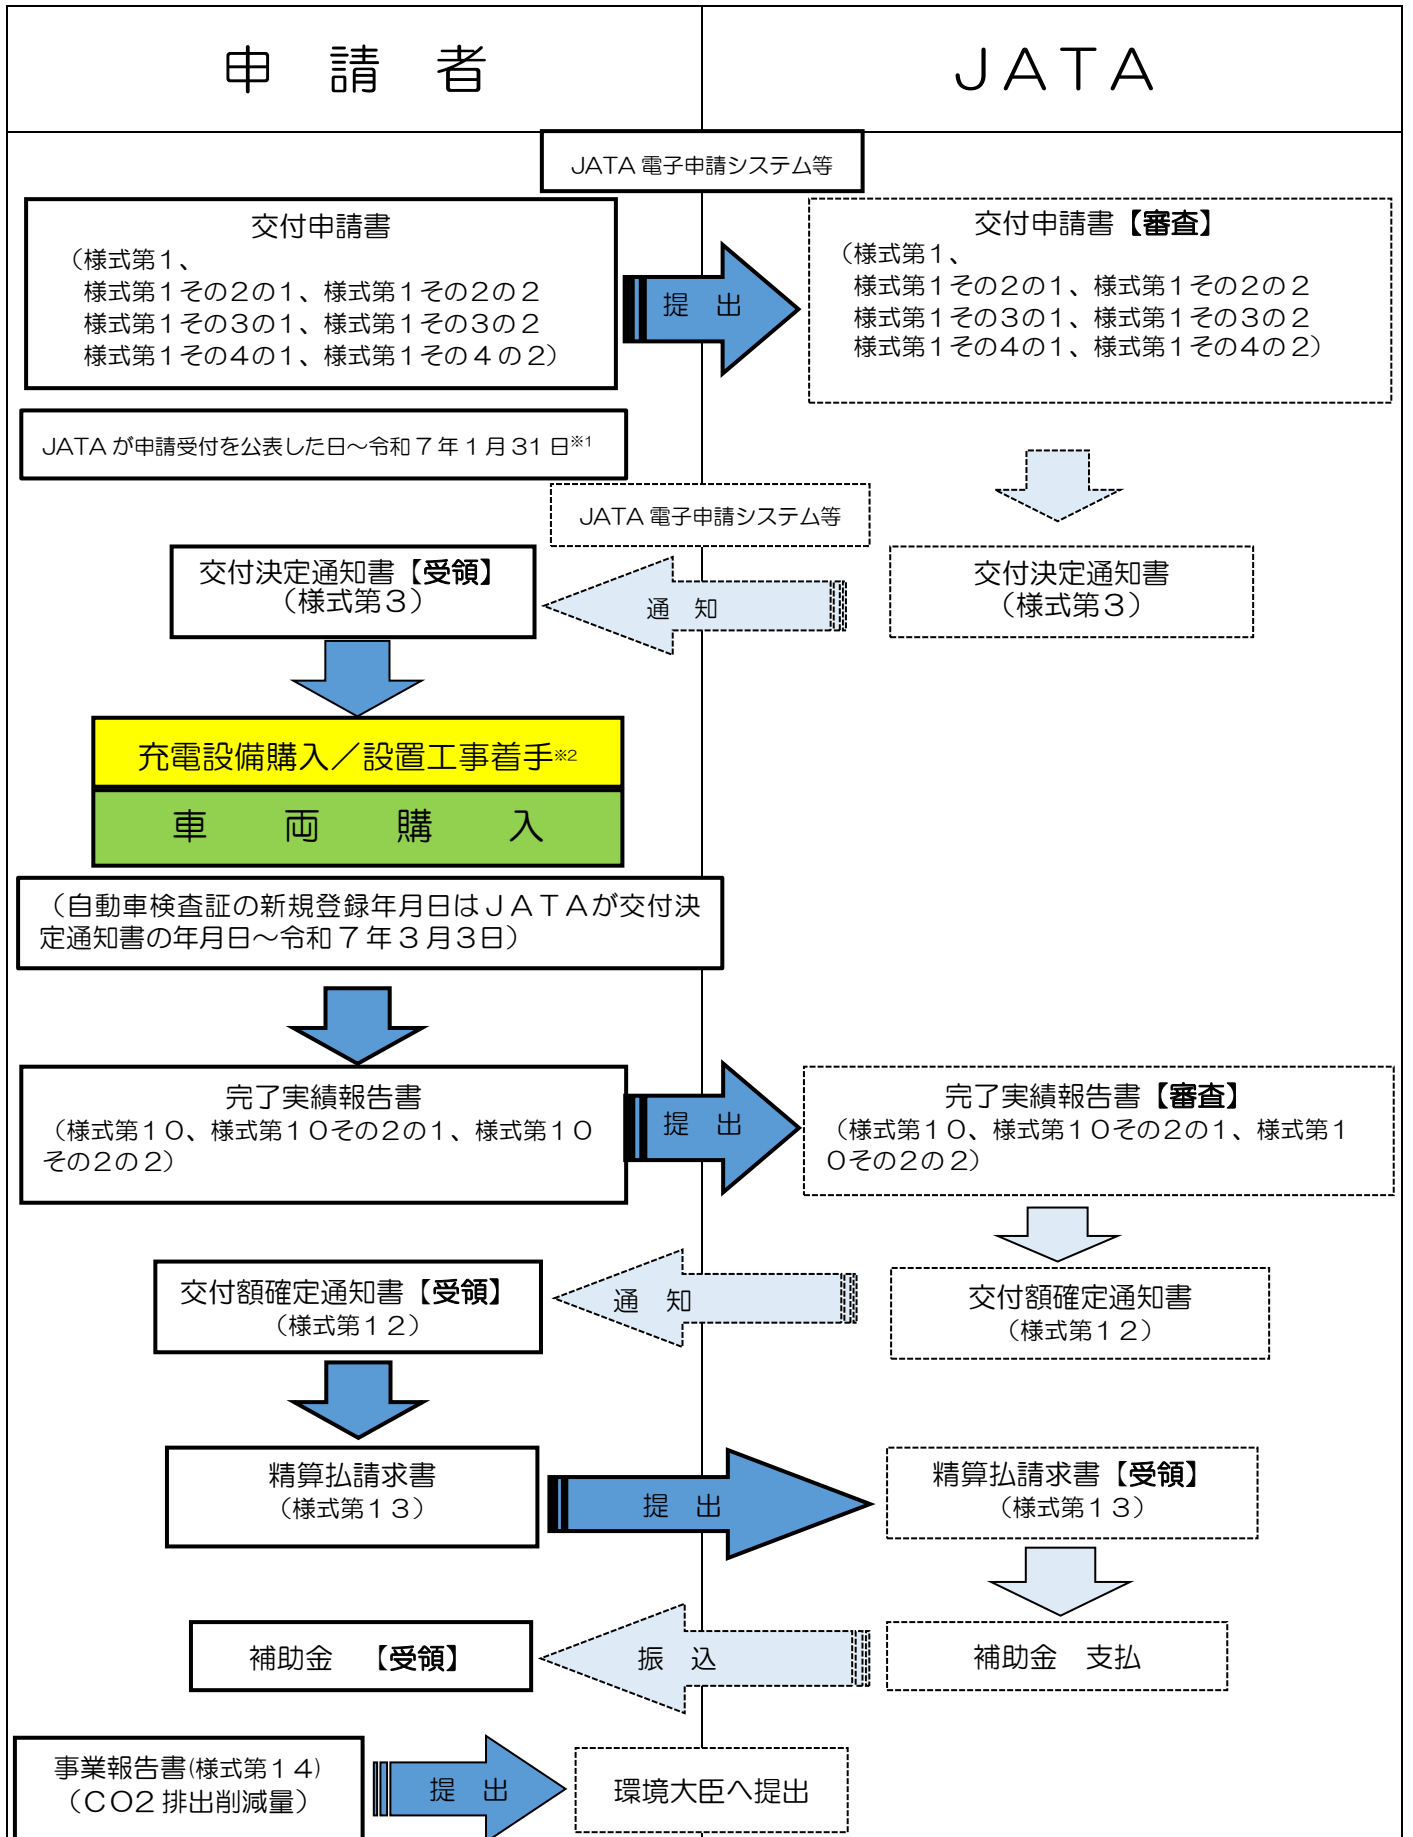 申　請　者
ＪＡＴＡ
JATA 電子申請システム等
交付申請書
（様式第１、
様式第１その２の１、様式第１その２の２
様式第１その３の１、様式第１その３の２
様式第１その４の１、様式第１その４の２）
提　出
交付申請書【審査】
（様式第１、
様式第１その２の１、様式第１その２の２
様式第１その３の１、様式第１その３の２
様式第１その４の１、様式第１その４の２）
JATA が申請受付を公表した日～令和７年１月 31 日※1
JATA 電子申請システム等
交付決定通知書【受領】
（様式第３）
通　知
交付決定通知書
（様式第３）
充電設備購入／設置工事着手※2
車　両　購　入
（自動車検査証の新規登録年月日はＪＡＴＡが交付決
定通知書の年月日～令和７年３月３日）
完了実績報告書
（様式第１０、様式第１０その２の１、様式第１０
その２の２）
提　出
完了実績報告書【審査】
（様式第１０、様式第１０その２の１、様式第１
０その２の２）
交付額確定通知書【受領】
（様式第１２）
通　知
交付額確定通知書
（様式第１２）
精算払請求書
（様式第１３）
提　出
精算払請求書【受領】
（様式第１３）
補助金　【受領】
振　込
補助金　支払
事業報告書(様式第１４)
（ＣＯ２排出削減量）
提　出
環境大臣へ提出